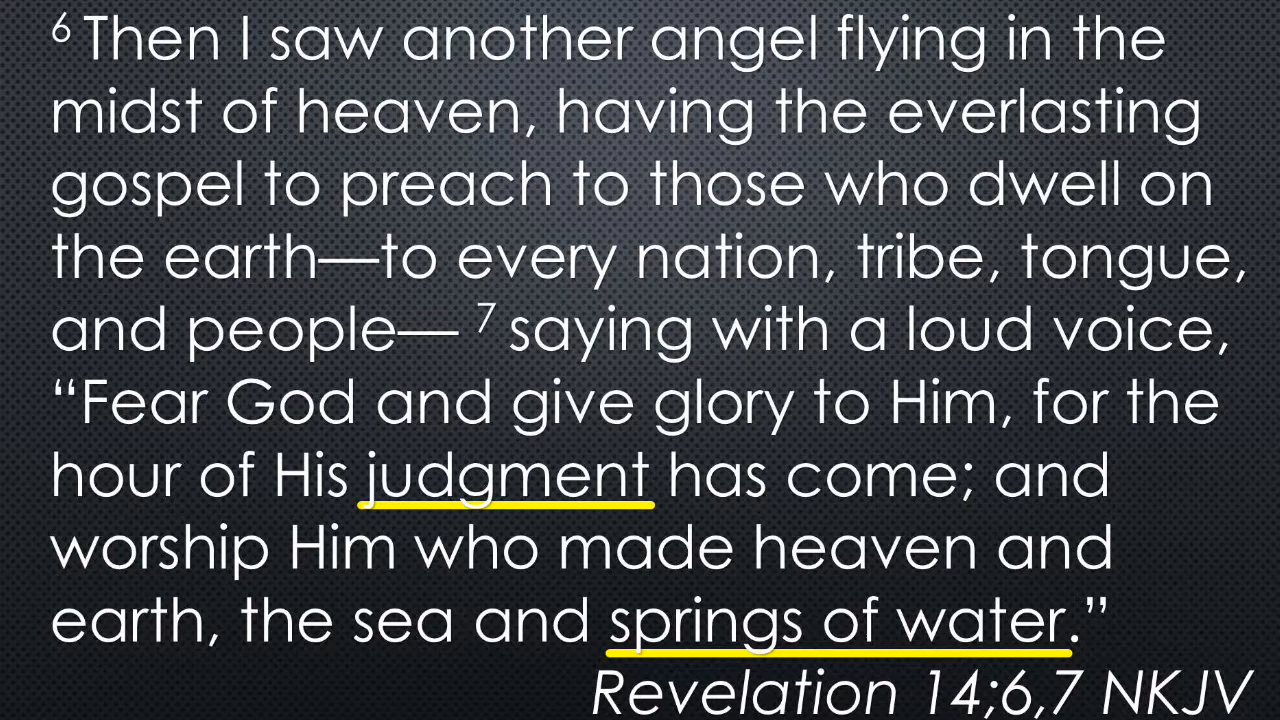 ⁶ Then I saw another angel flying in the
midst of heaven, having the everlasting
gospel to preach to those who dwell on
the earth—to every nation, tribe, tongue,
and people— ⁷ saying with a loud voice,
“Fear God and give glory to Him, for the
hour of His judgment has come; and
worship Him who made heaven and
earth, the sea and springs of water.”
Revelation 14;6,7 NKJV